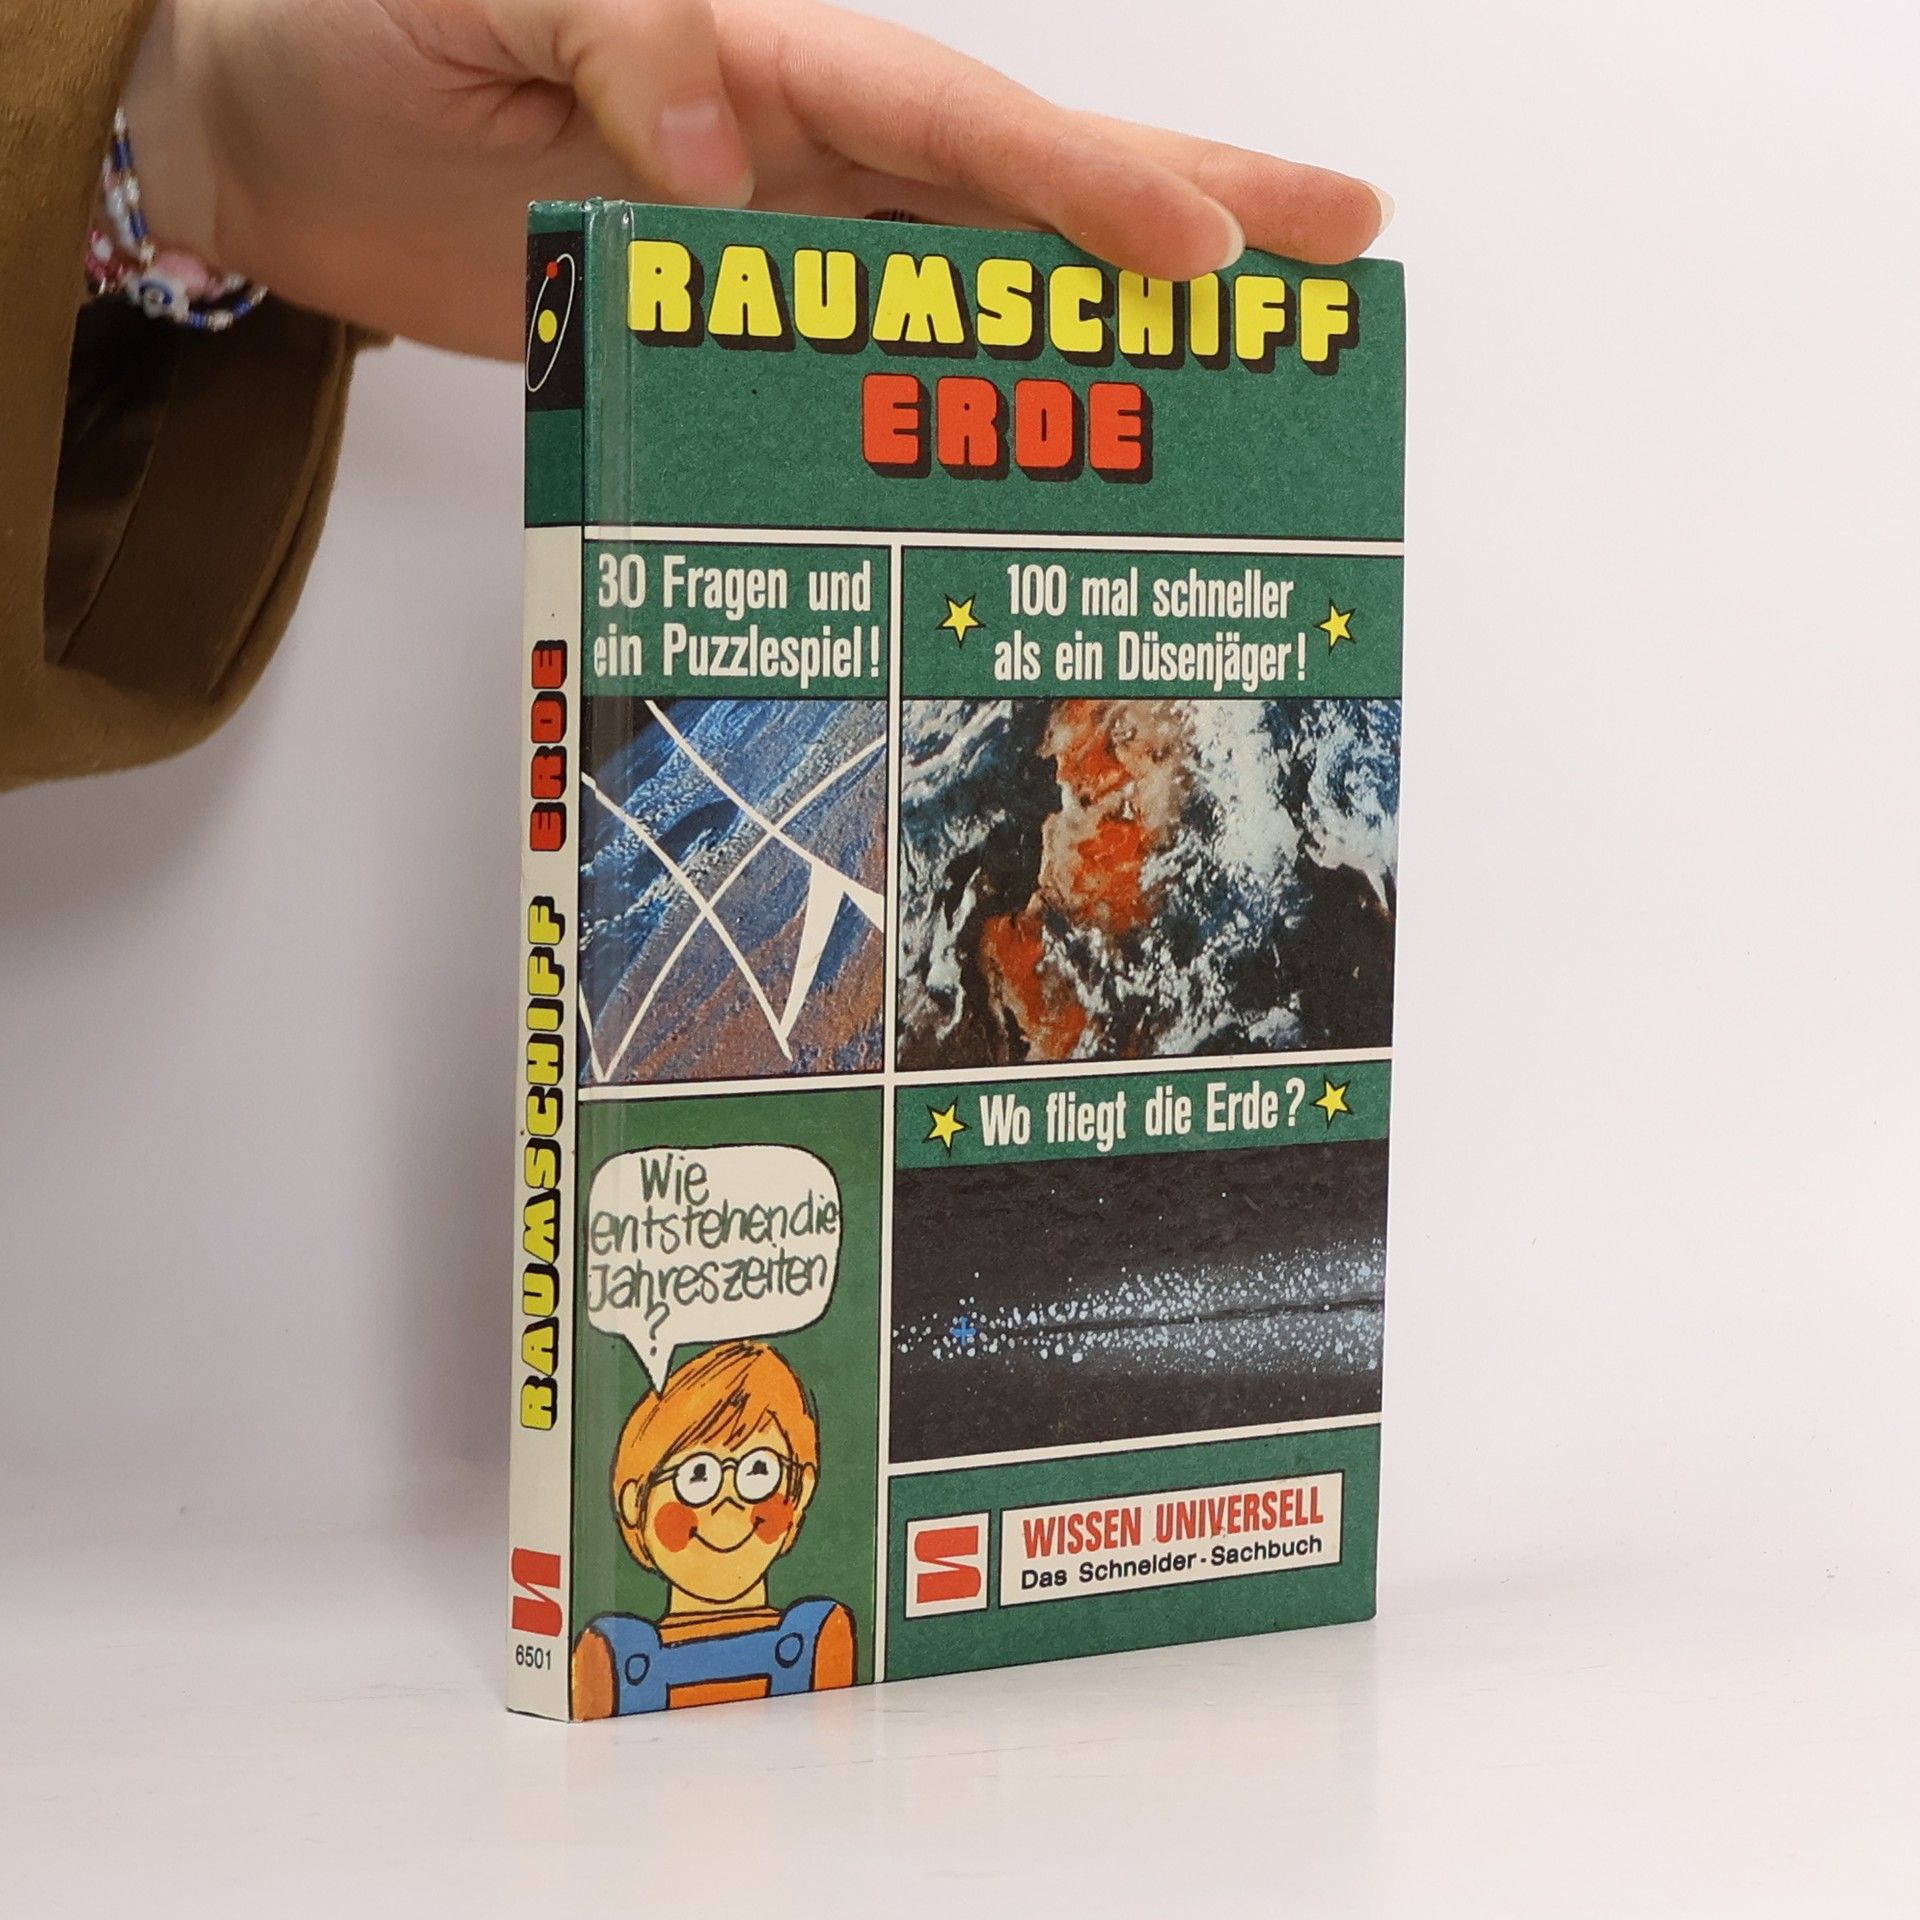 RAUMSCHIFF
ERDE
30 Fragen und
ein Puzzlespiel!
100 mal schneller
als ein Düsenjäger!
Wo fliegt die Erde?
Wie
entstehen die
Jahreszeiten
?
WISSEN UNIVERSELL
Das Schneider-Sachbuch
RAUMSCHIFF ERDE
6501